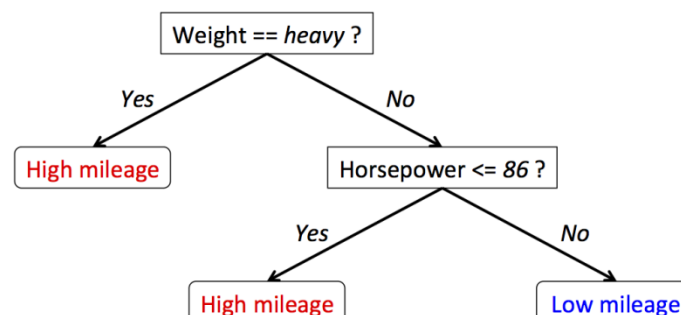 Weight == heavy ?
Yes
No
High mileage
Horsepower <= 86 ?
Yes
No
High mileage
Low mileage